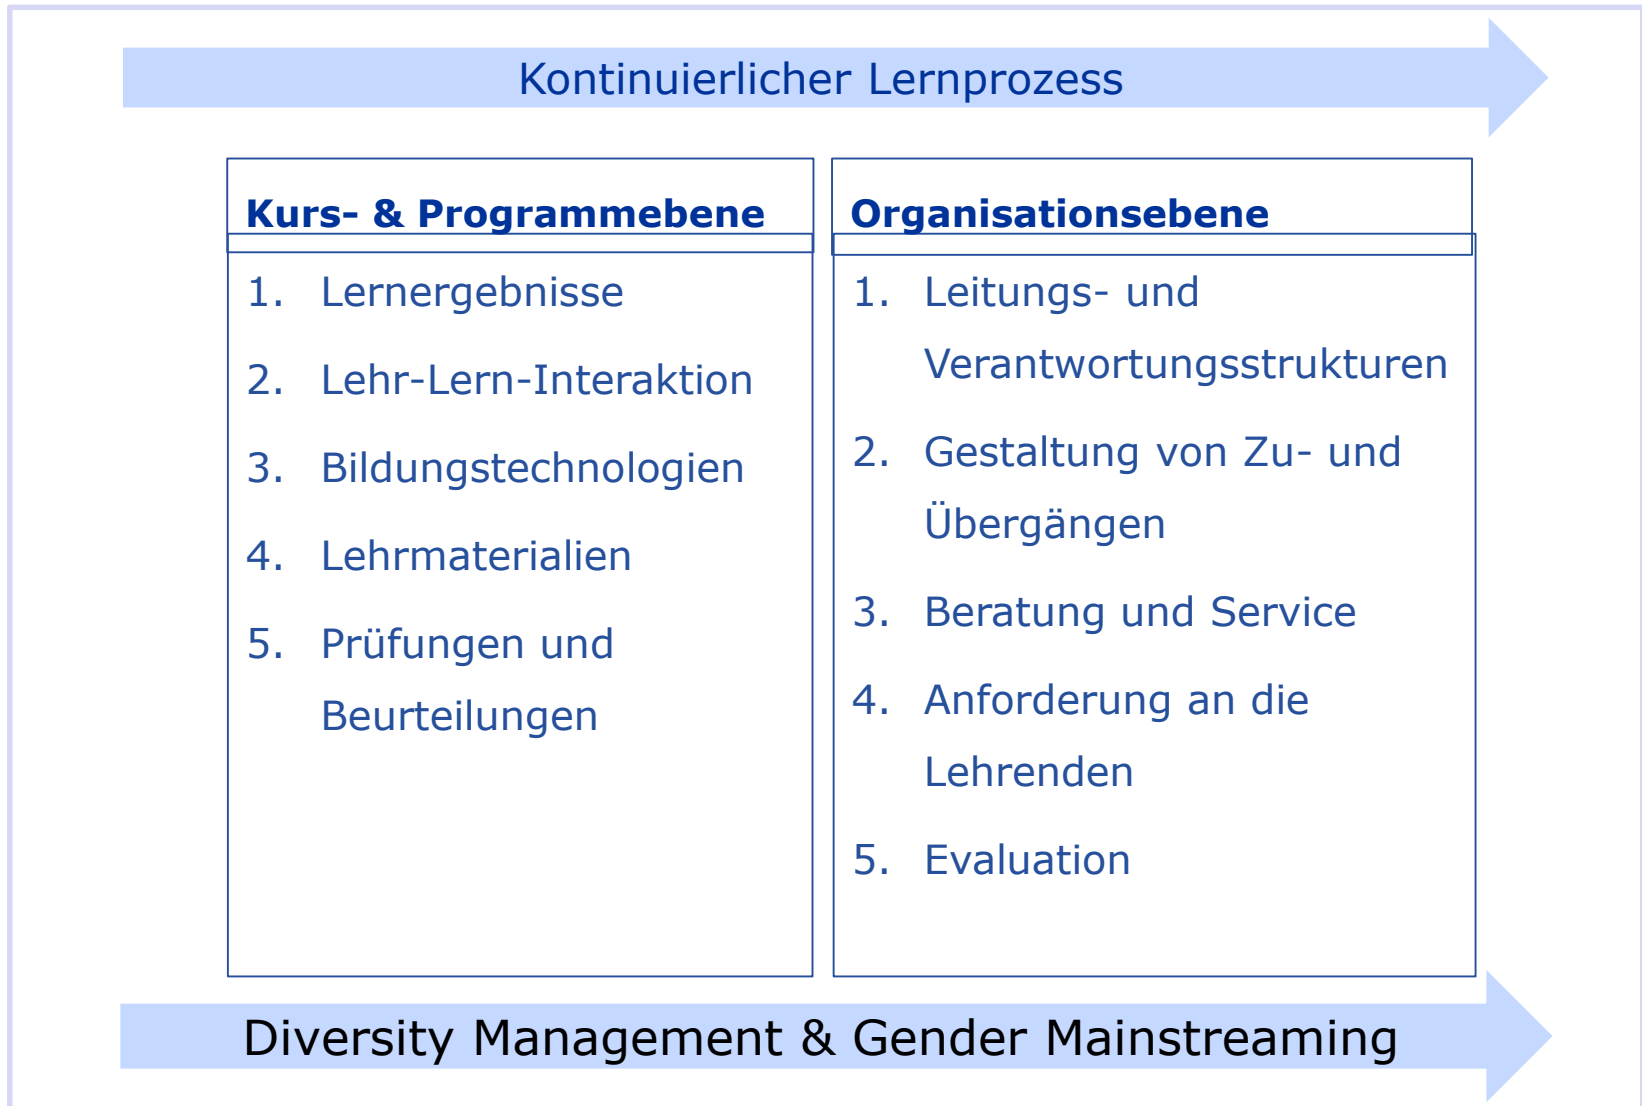 Kontinuierlicher Lernprozess
Kurs- & Programmebene
1. Lernergebnisse
2. Lehr-Lern-Interaktion
3. Bildungstechnologien
4. Lehrmaterialien
5. Prüfungen und
Beurteilungen
Organisationsebene
1. Leitungs- und
Verantwortungsstrukturen
2. Gestaltung von Zu- und
Übergängen
3. Beratung und Service
4. Anforderung an die
Lehrenden
5. Evaluation
Diversity Management & Gender Mainstreaming